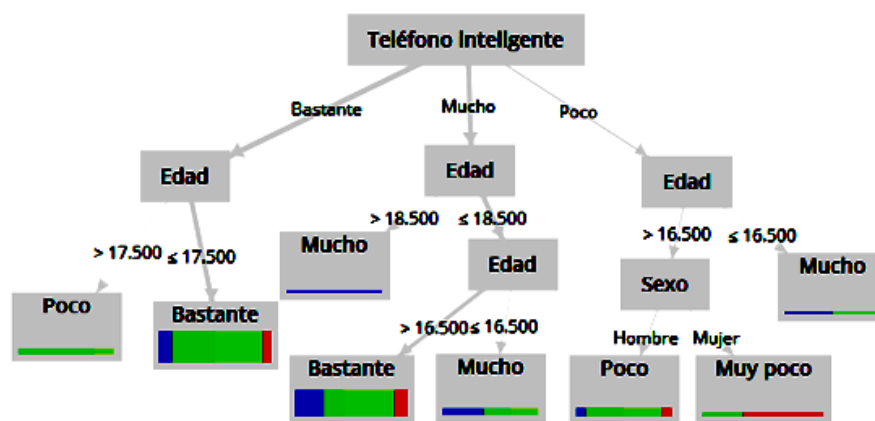 Teléfono Inteligente
Bastante
Mucho
Poco
Edad
Edad
Edad
> 17.500
≤ 17.500
> 18.500
≤ 18.500
> 16.500
≤ 16.500
Poco
Bastante
Mucho
Edad
Sexo
Mucho
> 16.500
≤ 16.500
Hombre
Mujer
Bastante
Mucho
Poco
Muy poco